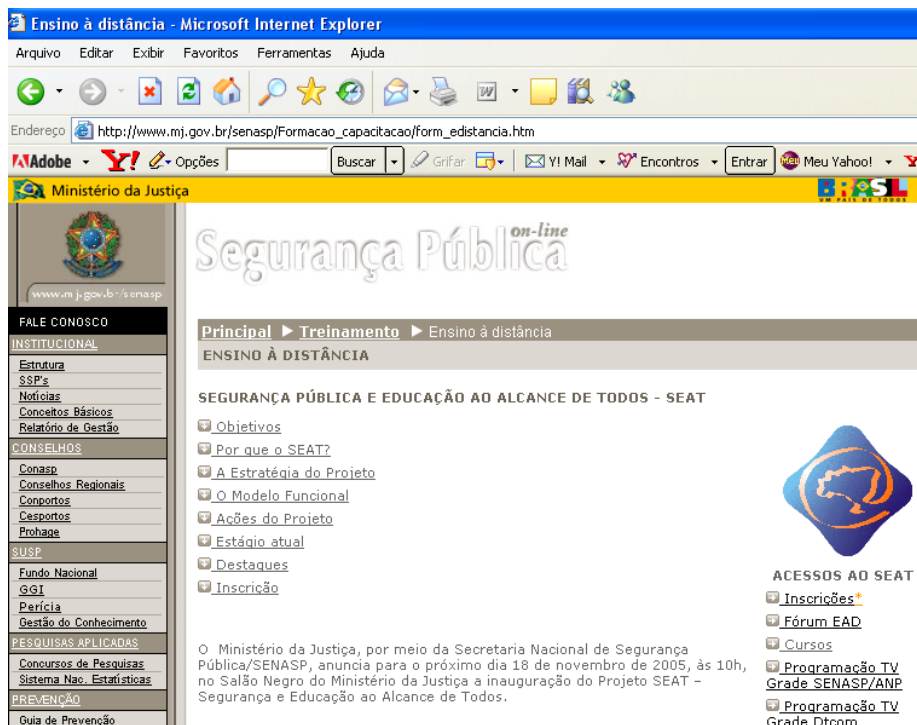 Ensino à distância - Microsoft Internet Explorer
Arquivo Editar Exibir Favoritos Ferramentas Ajuda
Endereço http://www.mj.gov.br/senasp/Formacao_capacitacao/form_edistancia.htm
Adobe Y! Opções Buscar Grifar Y! Mail Encontros Entrar Meu Yahoo!
Ministério da Justiça
BRASIL
UM PAÍS DE TODOS
www.mj.gov.br/senasp
Segurança Pública on-line
FALE CONOSCO
INSTITUCIONAL
Estrutura
SSP's
Notícias
Conceitos Básicos
Relatório de Gestão
CONSELHOS
Conasp
Conselhos Regionais
Conportos
Cesportos
Prohage
SUSP
Fundo Nacional
GGI
Perícia
Gestão do Conhecimento
PESQUISAS APLICADAS
Concursos de Pesquisas
Sistema Nac. Estatísticas
PREVENÇÃO
Guia de Prevenção
Principal Treinamento Ensino à distância
ENSINO À DISTÂNCIA
SEGURANÇA PÚBLICA E EDUCAÇÃO AO ALCANCE DE TODOS - SEAT
Objetivos
Por que o SEAT?
A Estratégia do Projeto
O Modelo Funcional
Ações do Projeto
Estágio atual
Destaques
Inscrição
O Ministério da Justiça, por meio da Secretaria Nacional de Segurança
Pública/SENASP, anuncia para o próximo dia 18 de novembro de 2005, às 10h,
no Salão Negro do Ministério da Justiça a inauguração do Projeto SEAT –
Segurança e Educação ao Alcance de Todos.
ACESSOS AO SEAT
Inscrições*
Fórum EAD
Cursos
Programação TV
Grade SENASP/ANP
Programação TV
Grade Dtcom